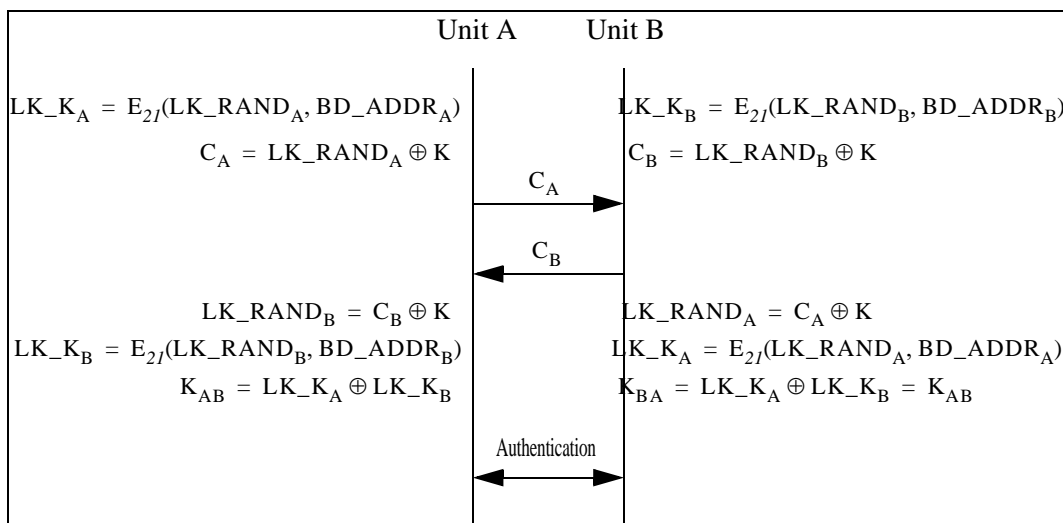 Unit A Unit B
LK_K_A = E_21(LK_RAND_A, BD_ADDR_A) LK_K_B = E_21(LK_RAND_B, BD_ADDR_B)
C_A = LK_RAND_A ⊕ K C_B = LK_RAND_B ⊕ K
C_A
C_B
LK_RAND_B = C_B ⊕ K LK_RAND_A = C_A ⊕ K
LK_K_B = E_21(LK_RAND_B, BD_ADDR_B) LK_K_A = E_21(LK_RAND_A, BD_ADDR_A)
K_AB = LK_K_A ⊕ LK_K_B K_BA = LK_K_A ⊕ LK_K_B = K_AB
Authentication